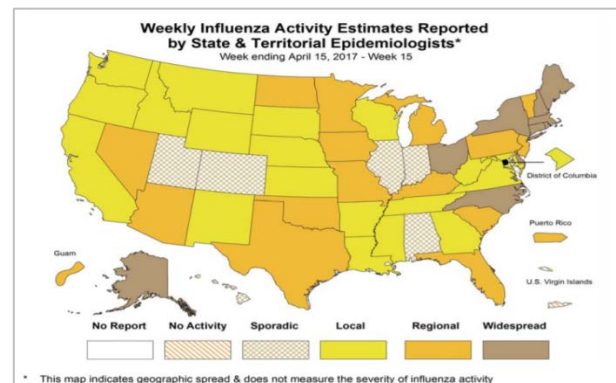 Weekly Influenza Activity Estimates Reported
by State & Territorial Epidemiologists*
Week ending April 15, 2017 - Week 15
District of Columbia
Puerto Rico
Guam
U.S. Virgin Islands
No Report No Activity Sporadic Local Regional Widespread
* This map indicates geographic spread & does not measure the severity of influenza activity